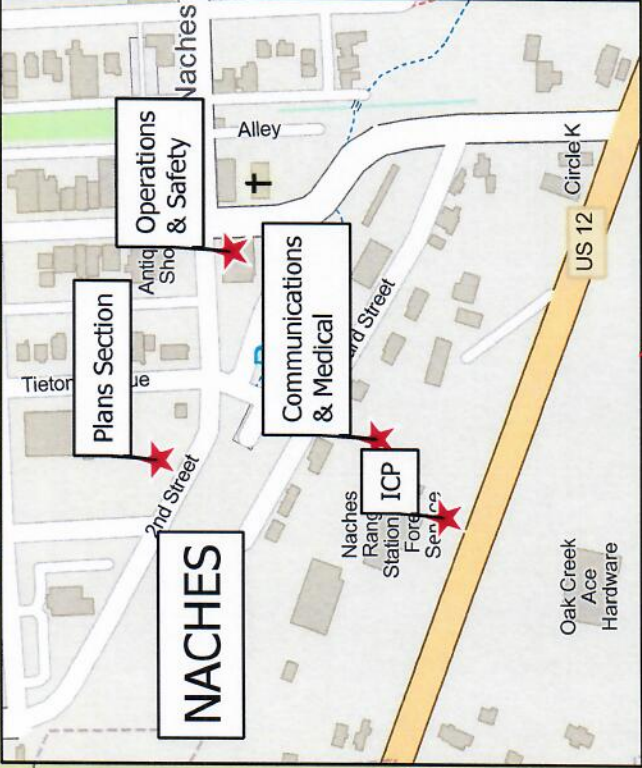 Naches
Operations
& Safety
Alley
Antiq
Sho
Plans Section
Tieton
ue
Communications
& Medical
Street
Circle K
US 12
2nd Street
ICP
Naches
Rang
Station
Fore
Service
NACHES
Oak Creek
Ace
Hardware